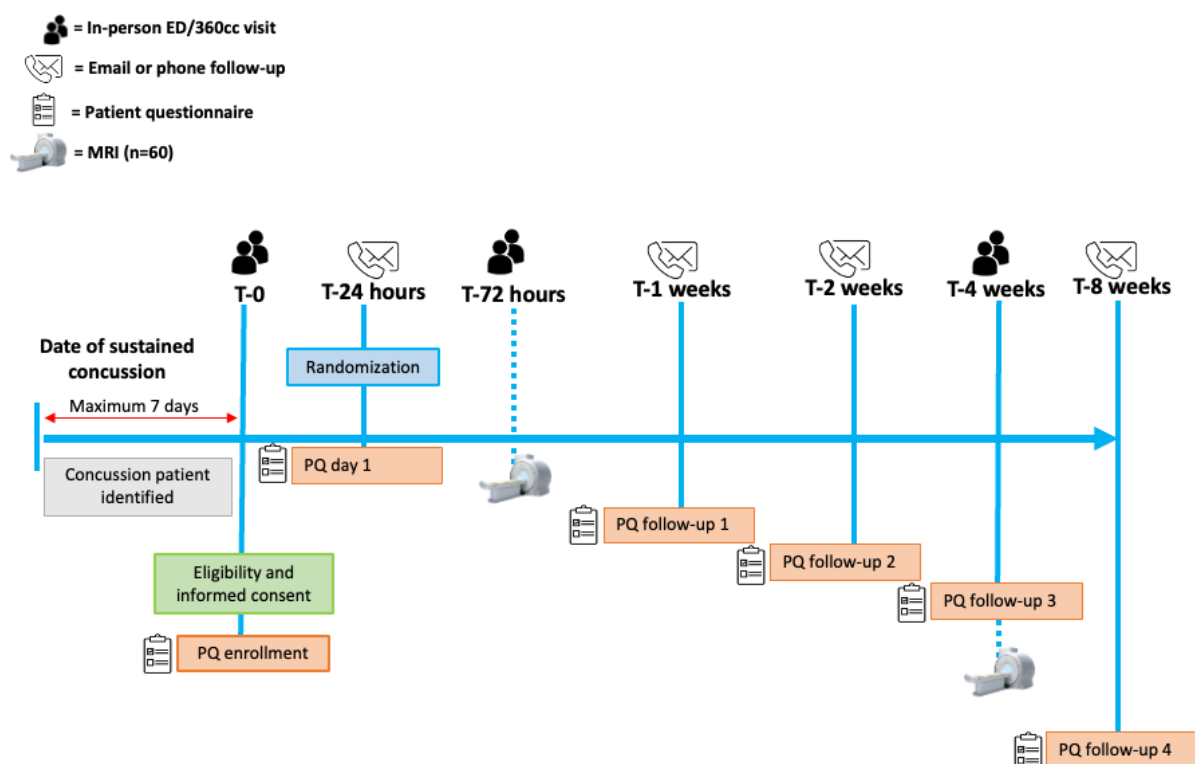 = In-person ED/360cc visit
= Email or phone follow-up
= Patient questionnaire
= MRI (n=60)
T-0
T-24 hours
T-72 hours
T-1 weeks
T-2 weeks
T-4 weeks
T-8 weeks
Date of sustained
concussion
Randomization
Maximum 7 days
Concussion patient
identified
PQ day 1
PQ follow-up 1
PQ follow-up 2
Eligibility and
informed consent
PQ follow-up 3
PQ enrollment
PQ follow-up 4